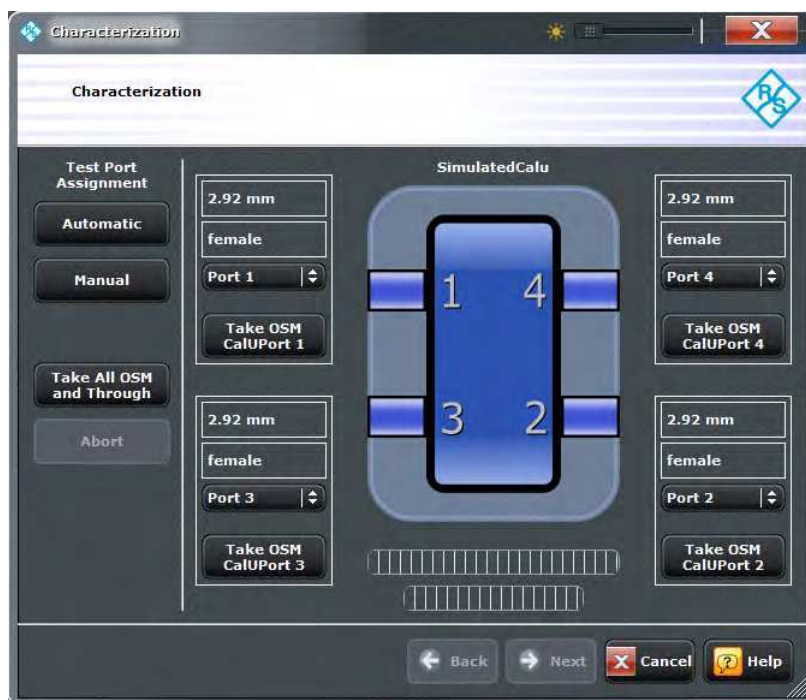 Characterization
Characterization
R/S
Test Port
Assignment
Automatic
Manual
Take All OSM
and Through
Abort
2.92 mm
female
Port 1
Take OSM
CalUPort 1
2.92 mm
female
Port 3
Take OSM
CalUPort 3
SimulatedCalu
1
4
3
2
2.92 mm
female
Port 4
Take OSM
CalUPort 4
2.92 mm
female
Port 2
Take OSM
CalUPort 2
Back
Next
X Cancel
? Help